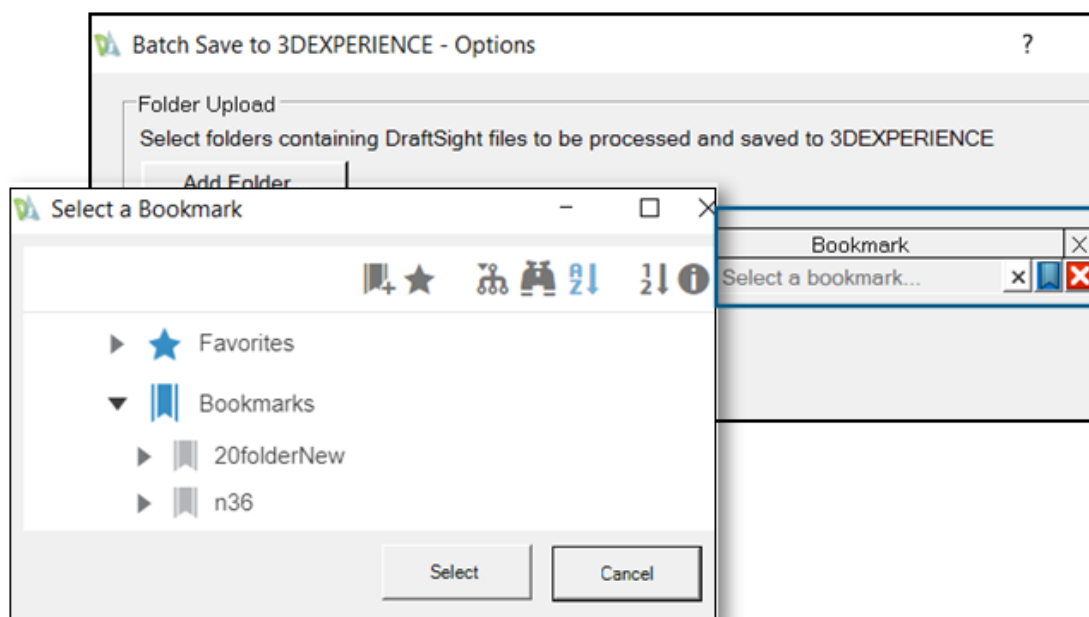 Batch Save to 3DEXPERIENCE - Options
?
Folder Upload
Select folders containing DraftSight files to be processed and saved to 3DEXPERIENCE
Add Folder
Select a Bookmark
Bookmark
Select a bookmark...
Favorites
Bookmarks
20folderNew
n36
Select
Cancel